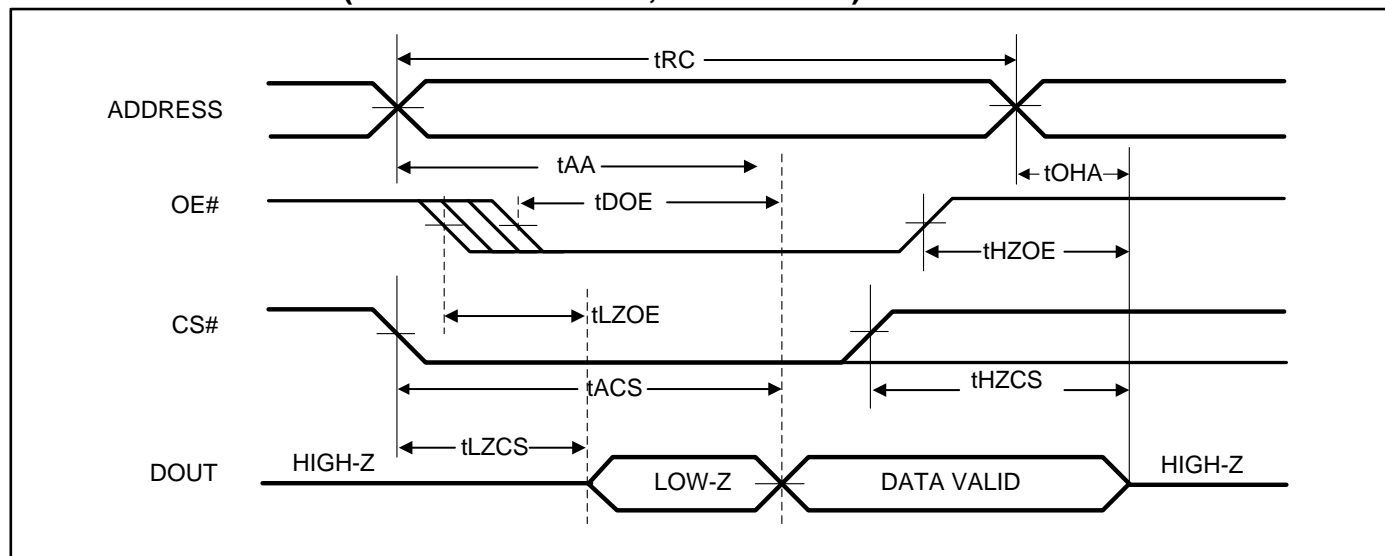 tRC
ADDRESS
tAA
tOHA
OE#
tDOE
tHZOE
CS#
tLZOE
tACS
tHZCS
tLZCS
DOUT
HIGH-Z
LOW-Z
DATA VALID
HIGH-Z